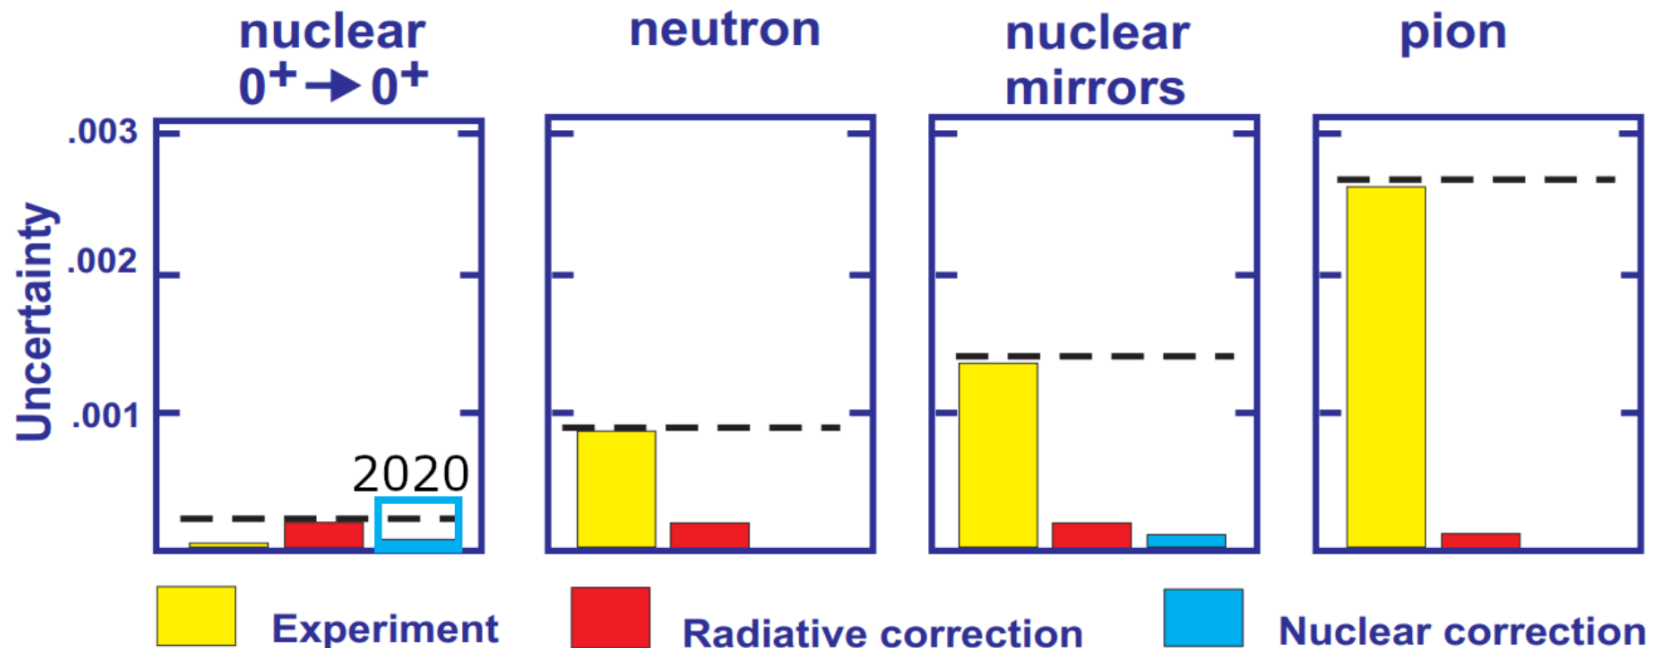 nuclear
0⁺→0⁺
neutron
nuclear
mirrors
pion
Uncertainty
.003
.002
.001
2020
Experiment
Radiative correction
Nuclear correction